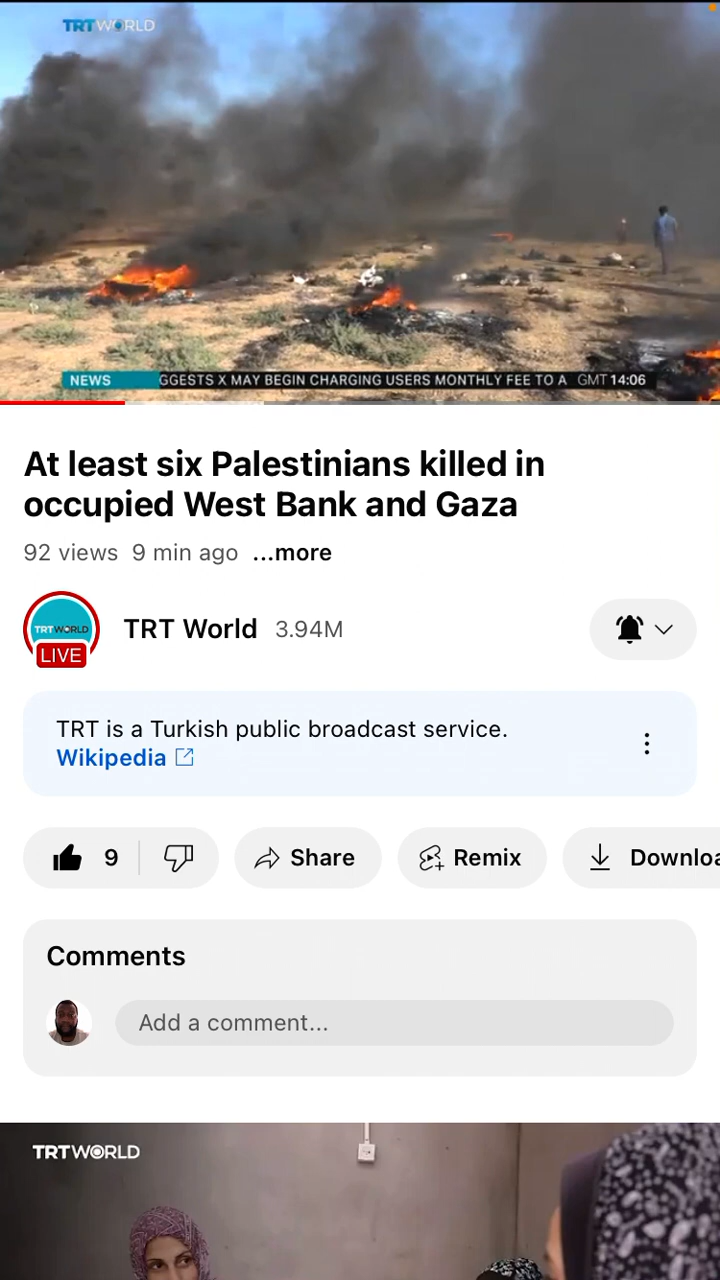 TRT WORLD
NEWS GGESTS X MAY BEGIN CHARGING USERS MONTHLY FEE TO A GMT 14:06
At least six Palestinians killed in
occupied West Bank and Gaza
92 views 9 min ago ...more
TRT WORLD
TRT World 3.94M
LIVE
TRT is a Turkish public broadcast service.
Wikipedia
9 Share Remix Downloa
Comments
Add a comment...
TRT WORLD